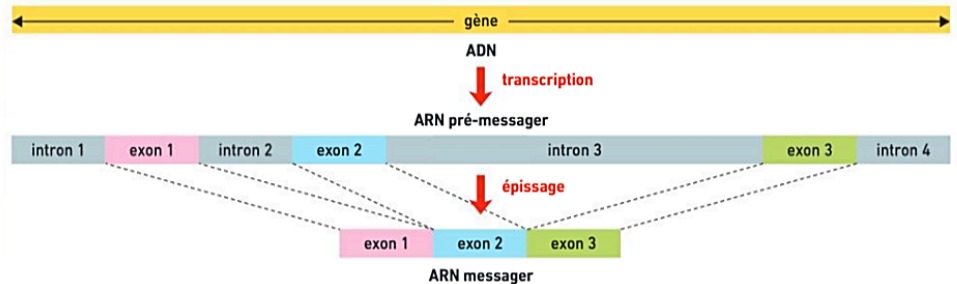 gène
ADN
transcription
ARN pré-messager
intron 1 exon 1 intron 2 exon 2 intron 3 exon 3 intron 4
épissage
exon 1 exon 2 exon 3
ARN messager